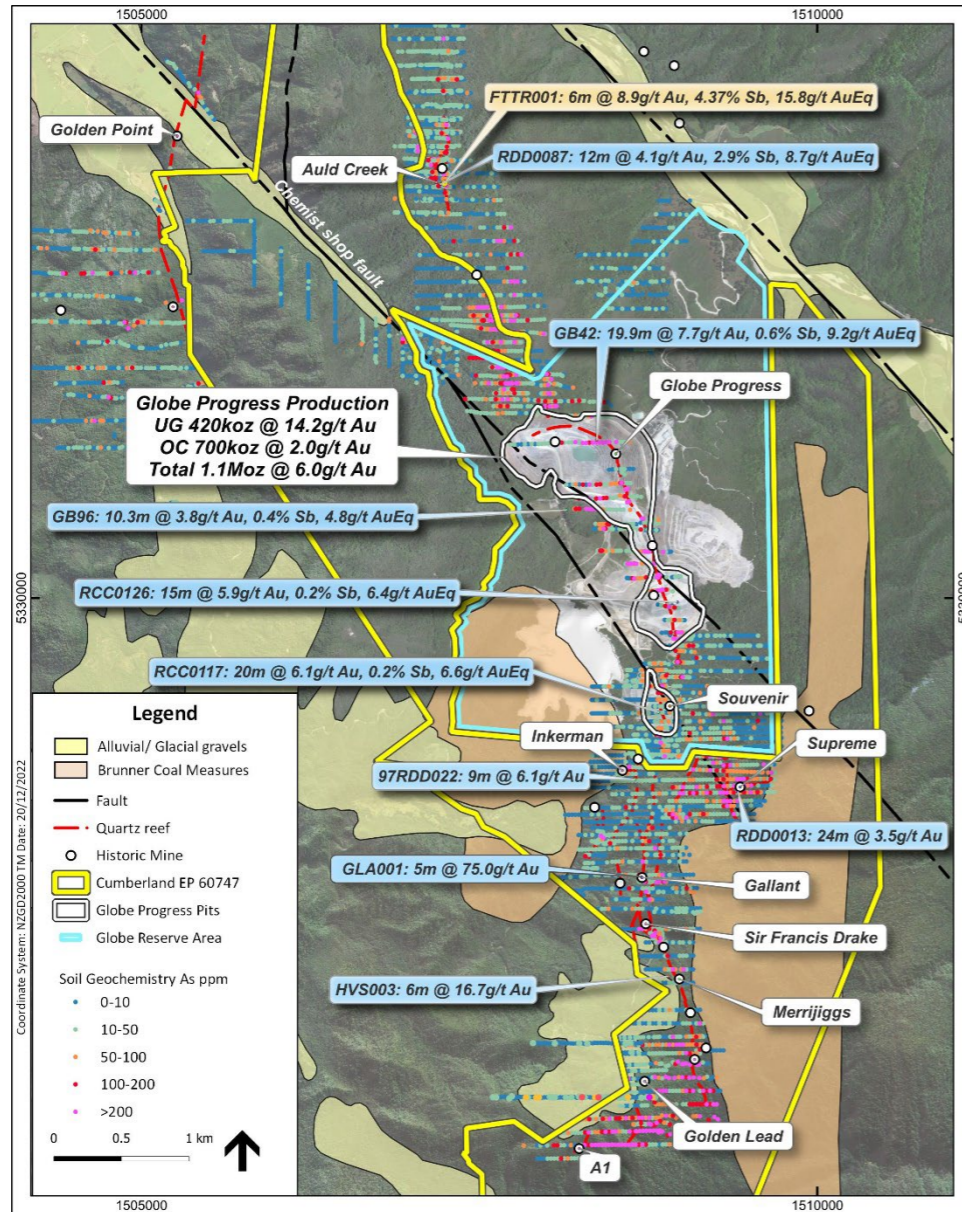 1505000
1510000
FTTR001: 6m @ 8.9g/t Au, 4.37% Sb, 15.8g/t AuEq
Golden Point
RDD0087: 12m @ 4.1g/t Au, 2.9% Sb, 8.7g/t AuEq
Auld Creek
Chemist shop fault
GB42: 19.9m @ 7.7g/t Au, 0.6% Sb, 9.2g/t AuEq
Globe Progress
Globe Progress Production
UG 420koz @ 14.2g/t Au
OC 700koz @ 2.0g/t Au
Total 1.1Moz @ 6.0g/t Au
GB96: 10.3m @ 3.8g/t Au, 0.4% Sb, 4.8g/t AuEq
RCC0126: 15m @ 5.9g/t Au, 0.2% Sb, 6.4g/t AuEq
5330000
5330000
RCC0117: 20m @ 6.1g/t Au, 0.2% Sb, 6.6g/t AuEq
Souvenir
Inkerman
Supreme
97RDD022: 9m @ 6.1g/t Au
RDD0013: 24m @ 3.5g/t Au
GLA001: 5m @ 75.0g/t Au
Gallant
Sir Francis Drake
HVS003: 6m @ 16.7g/t Au
Merrijiggs
Golden Lead
A1
Legend
Alluvial/ Glacial gravels
Brunner Coal Measures
Fault
Quartz reef
Historic Mine
Cumberland EP 60747
Globe Progress Pits
Globe Reserve Area
Soil Geochemistry As ppm
0-10
10-50
50-100
100-200
>200
0 0.5 1 km
Coordinate System: NZGD2000 TM Date: 20/12/2022
1505000
1510000